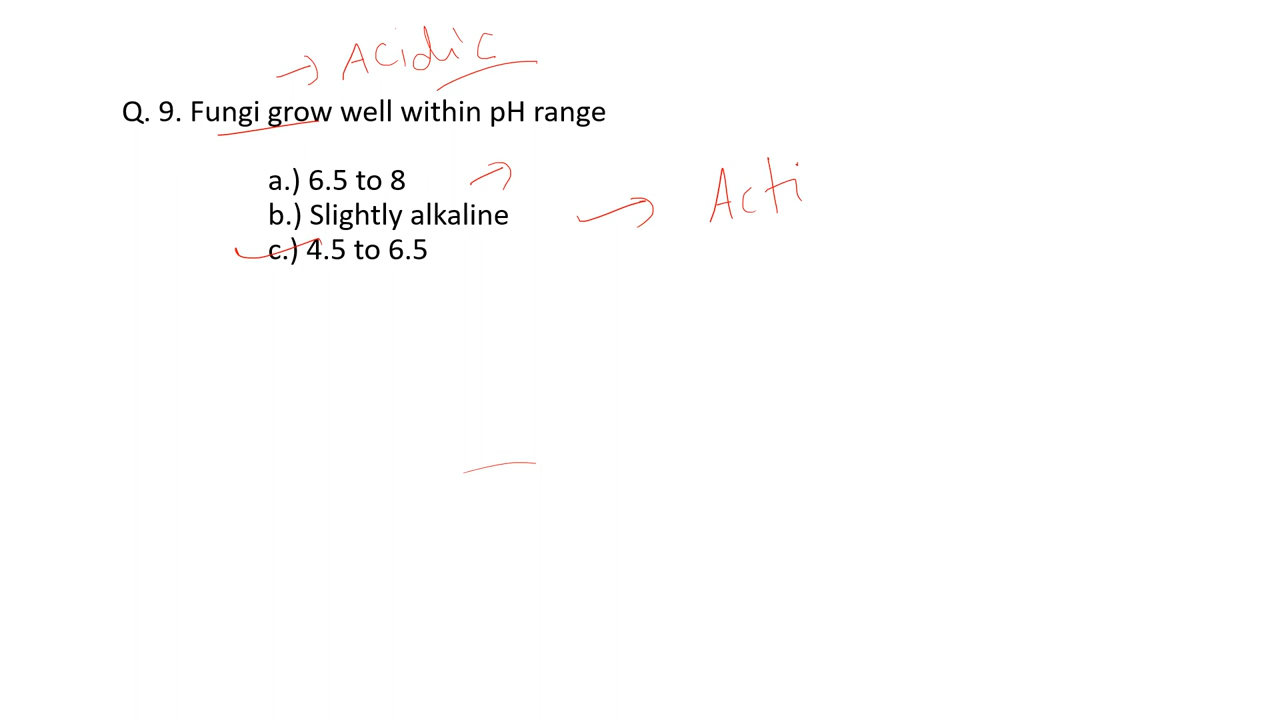 → Acidic
Q. 9. Fungi grow well within pH range
a.) 6.5 to 8
b.) Slightly alkaline → Acti
c.) 4.5 to 6.5